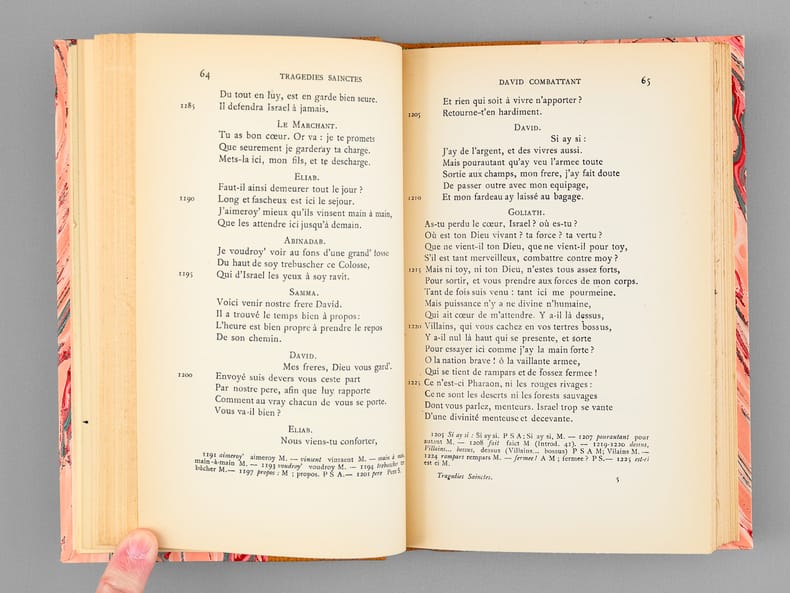 64 TRAGEDIES SAINCTES
Du tout en luy, est en garde bien seure.
1185 Il defendra Israel à jamais.
LE MARCHANT.
Tu as bon cœur. Or va : je te promets
Que seurement je garderay ta charge.
Mets-la ici, mon fils, et te descharge.
ELIAB.
Faut-il ainsi demeurer tout le jour ?
1190 Long et fascheux est ici le sejour.
J'aimeroy' mieux qu'ils vinsent main à main,
Que les attendre ici jusqu'à demain.
ABINADAB.
Je voudroy' voir au fons d'une grand' fosse
Du haut de soy trebuscher ce Colosse,
1195 Qui d'Israel les yeux à soy ravit.
SAMMA.
Voici venir nostre frere David.
Il a trouvé le temps bien à propos :
L'heure est bien propre à prendre le repos
De son chemin.
DAVID.
Mes freres, Dieu vous gard'.
1200 Envoyé suis devers vous ceste part
Par nostre pere, afin que luy rapporte
Comment au vray chacun de vous se porte.
Vous va-il bien ?
ELIAB.
Nous viens-tu conforter,
1191 aimeroy' aimeroy M. — vinsent vinssent M. — main à main
main-à-main M. — 1193 voudroy' voudroy M. — 1194 trebuscher
bûcher M. — 1197 propos : M ; propos. P S A. — 1201 pere Pere S.
DAVID COMBATTANT 65
Et rien qui soit à vivre n'apporter ?
1205 Retourne-t'en hardiment.
DAVID.
Si ay si :
J'ay de l'argent, et des vivres aussi.
Mais pourautant qu'ay veu l'armee toute
Sortie aux champs, mon frere, j'ay fait doute
De passer outre avec mon equipage,
1210 Et mon fardeau ay laissé au bagage.
GOLIATH.
As-tu perdu le cœur, Israel ? où es-tu ?
Où est ton Dieu vivant ? ta force ? ta vertu ?
Que ne vient-il ton Dieu, que ne vient-il pour toy,
S'il est tant merveilleux, combattre contre moy ?
1215 Mais ni toy, ni ton Dieu, n'estes tous assez forts,
Pour sortir, et vous prendre aux forces de mon corps.
Tant de fois suis venu : tant ici me pourmeine.
Mais puissance n'y a ne divine n'humaine,
Qui ait cœur de m'attendre. Y a-il là dessus,
1220 Villains, qui vous cachez en vos tertres bossus,
Y a-il nul là haut qui se presente, et sorte
Pour essayer ici comme j'ay la main forte ?
O la nation brave ! ô la vaillante armee,
Qui se tient de rampars et de fossez fermee !
1225 Ce n'est-ci Pharaon, ni les rouges rivages :
Ce ne sont les deserts ni les forests sauvages
Dont vous parlez, menteurs. Israel trop se vante
D'une divinité menteuse et decevante.
1205 Si ay si : Si ay si. P S A; Si ay si, M. — 1207 pourautant pour
autant M. — 1208 fait faict M (Introd. 41). — 1219-1220 dessus,
Villains... bossus, dessus (Villains... bossus) P S A M; Vilains M. —
1224 rampars rempars M. — fermee ! A M ; fermee ? P S. — 1225 est-ci
est ci M.
Tragedies Sainctes. 5